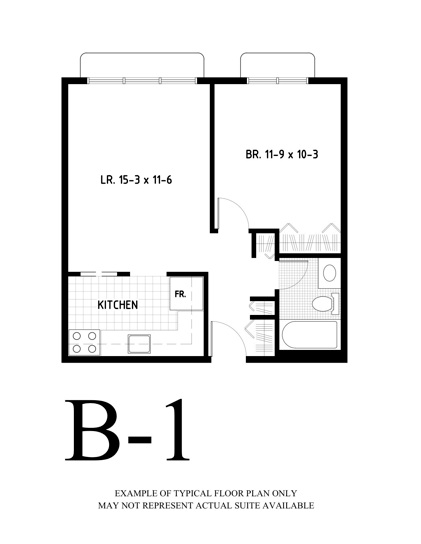 BR. 11-9 x 10-3
LR. 15-3 x 11-6
FR.
KITCHEN
B-1
EXAMPLE OF TYPICAL FLOOR PLAN ONLY
MAY NOT REPRESENT ACTUAL SUITE AVAILABLE